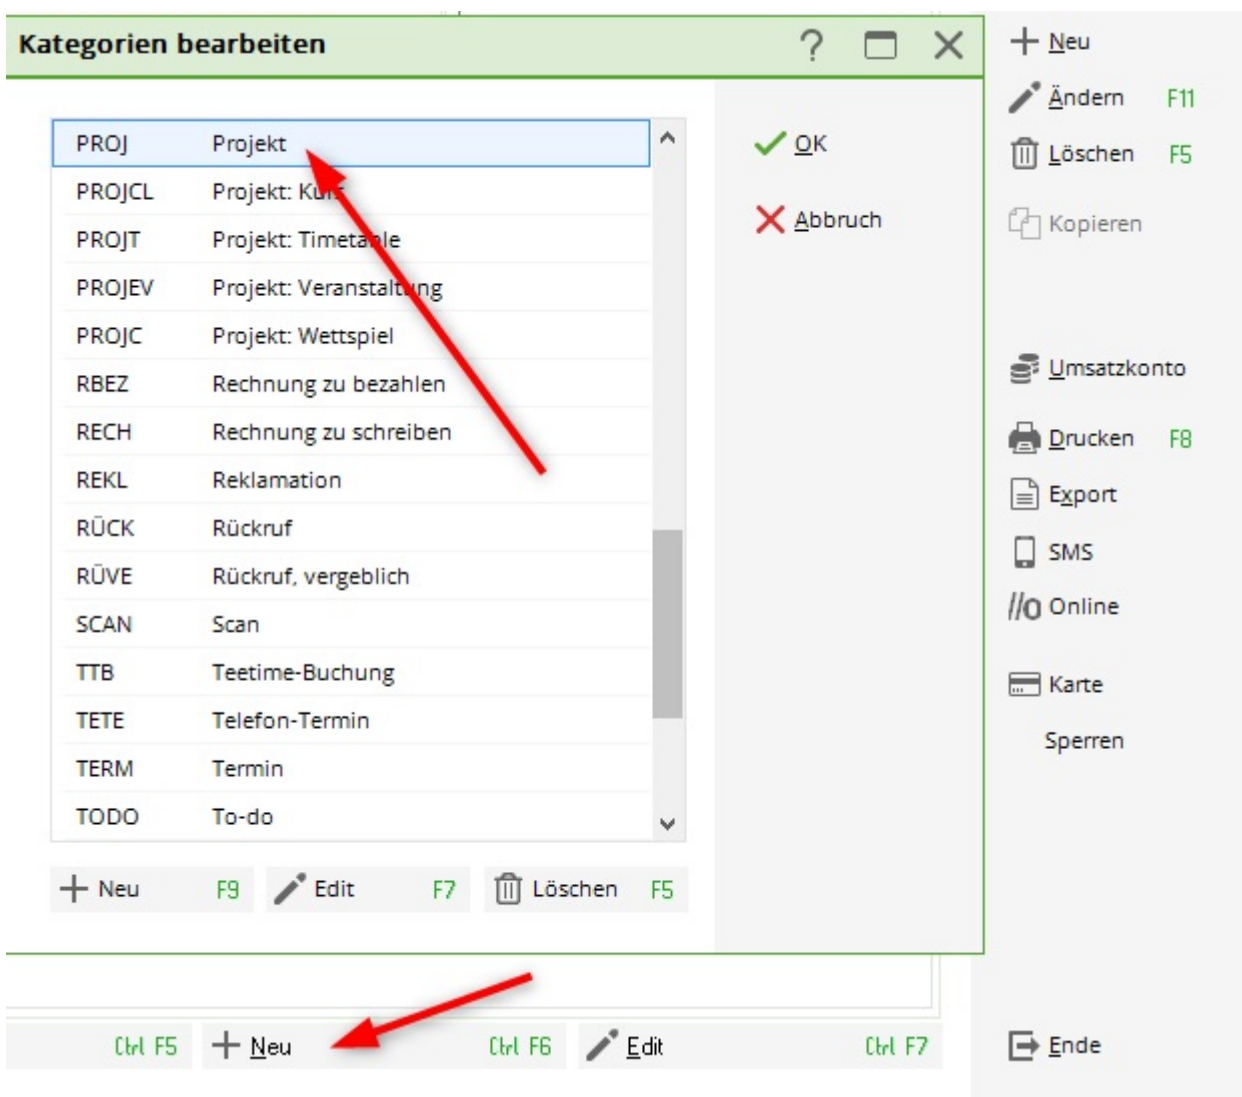 Kategorien bearbeiten ?
PROJ Projekt
PROJCL Projekt: Kurs
PROJT Projekt: Timetable
PROJEV Projekt: Veranstaltung
PROJC Projekt: Wettspiel
RBEZ Rechnung zu bezahlen
RECH Rechnung zu schreiben
REKL Reklamation
RÜCK Rückruf
RÜVE Rückruf, vergeblich
SCAN Scan
TTB Teetime-Buchung
TETE Telefon-Termin
TERM Termin
TODO To-do
Neu F9 Edit F7 Löschen F5
OK
Abbruch
Ctrl F5 Neu Ctrl F6 Edit Ctrl F7
Neu
Ändern F11
Löschen F5
Kopieren
Umsatzkonto
Drucken F8
Export
SMS
//0 Online
Karte
Sperren
Ende